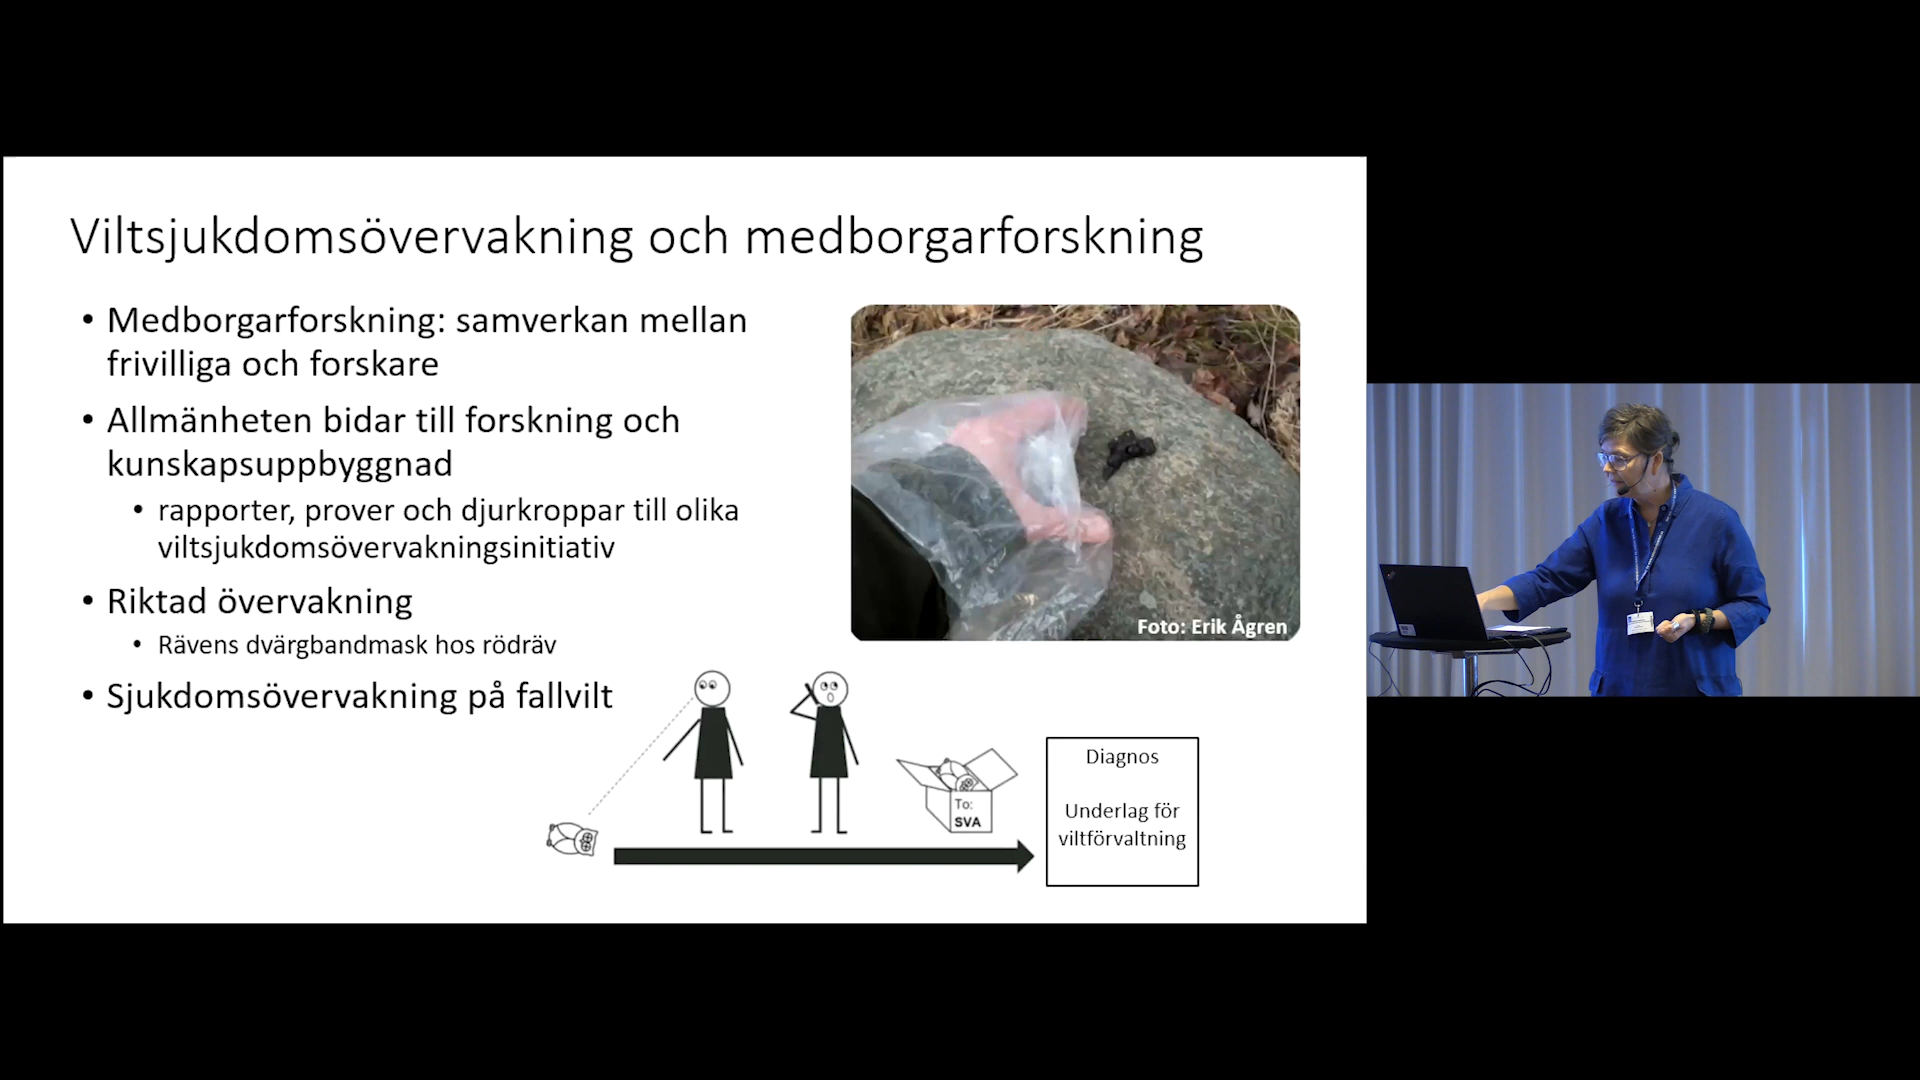 Viltsjukdomsövervakning och medborgarforskning
• Medborgarforskning: samverkan mellan
frivilliga och forskare
• Allmänheten bidar till forskning och
kunskapsuppbyggnad
• rapporter, prover och djurkroppar till olika
viltsjukdomsövervakningsinitiativ
• Riktad övervakning
• Rävens dvärgbandmask hos rödräv
• Sjukdomsövervakning på fallvilt
Foto: Erik Ågren
To:
SVA
Diagnos
Underlag för
viltförvaltning